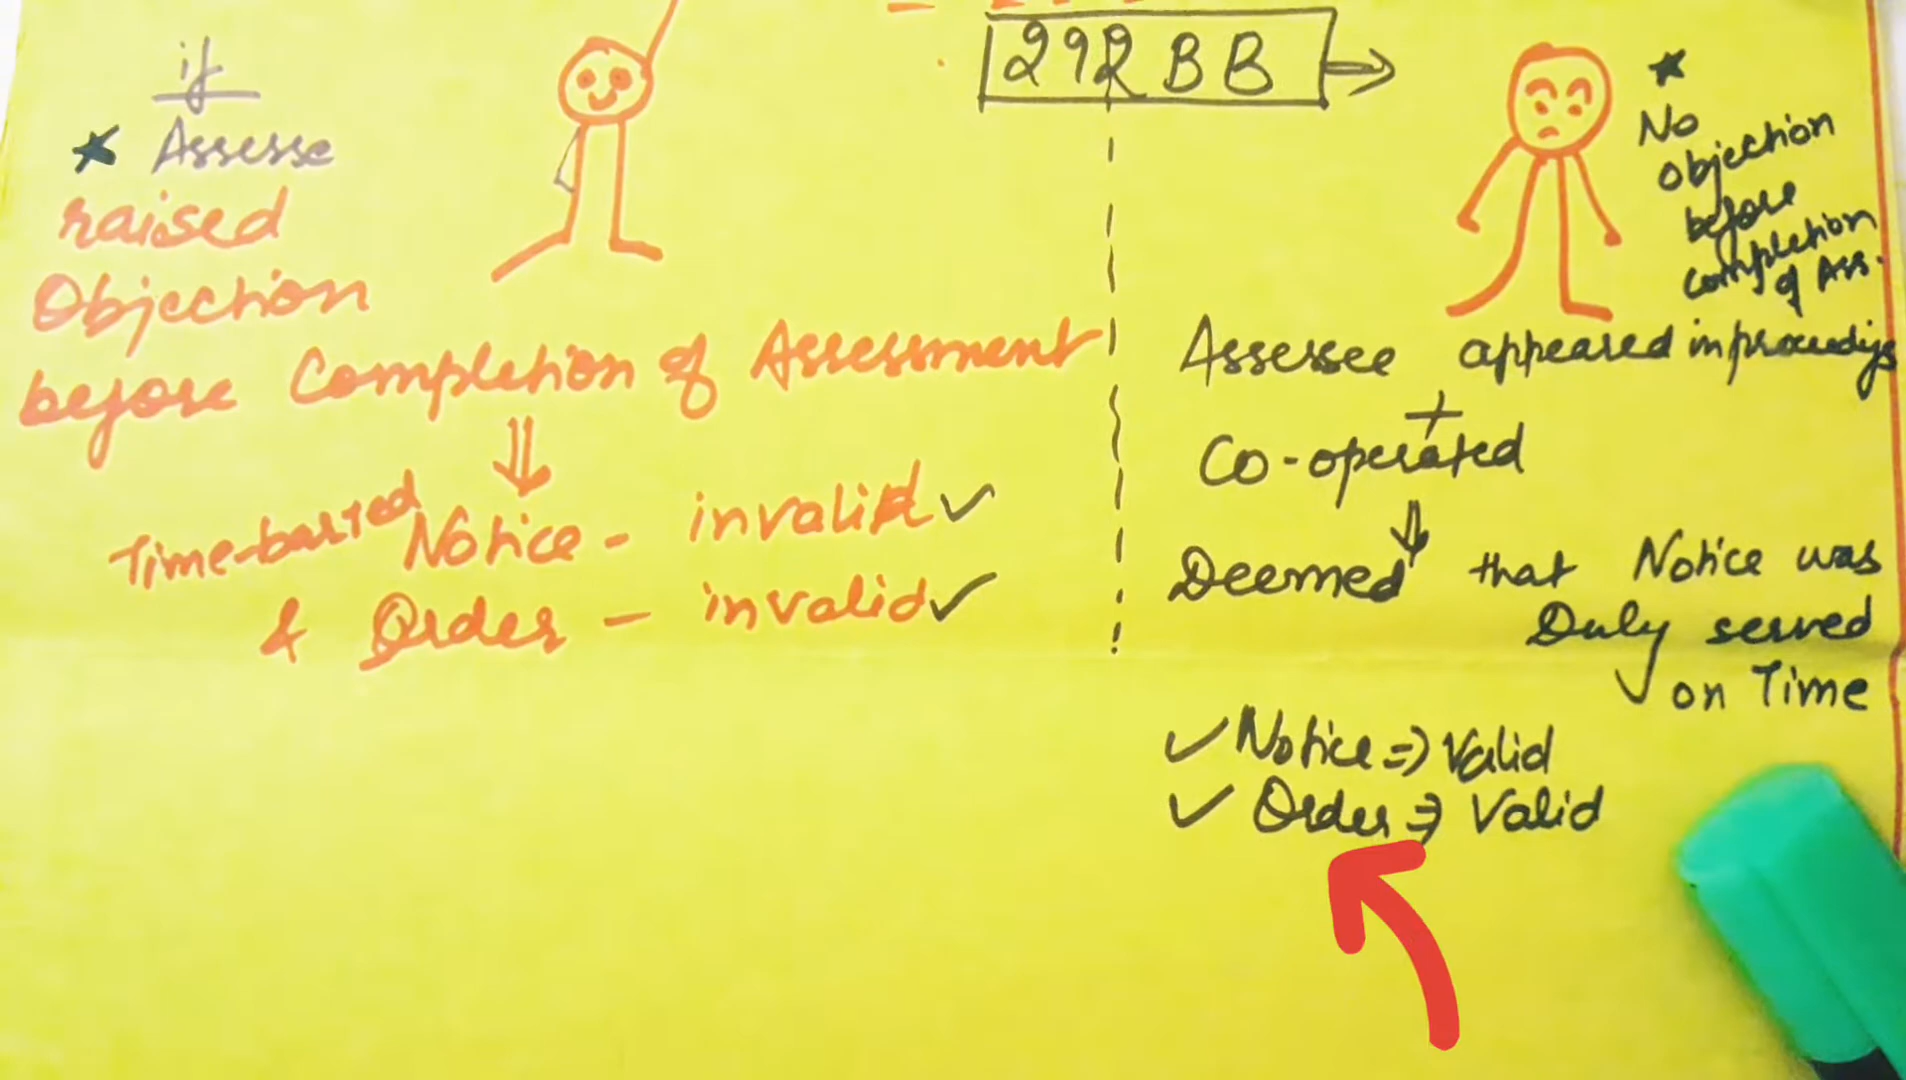 292BB
if
Assesse
raised
Objection
before Completion of Assessment
Time-barred Notice - invalid
& Order - invalid
No
objection
before
completion
of Ass.
Assessee appeared in proceedings
+
Co-operated
Deemed that Notice was
Duly served
on Time
Notice => Valid
Order => Valid